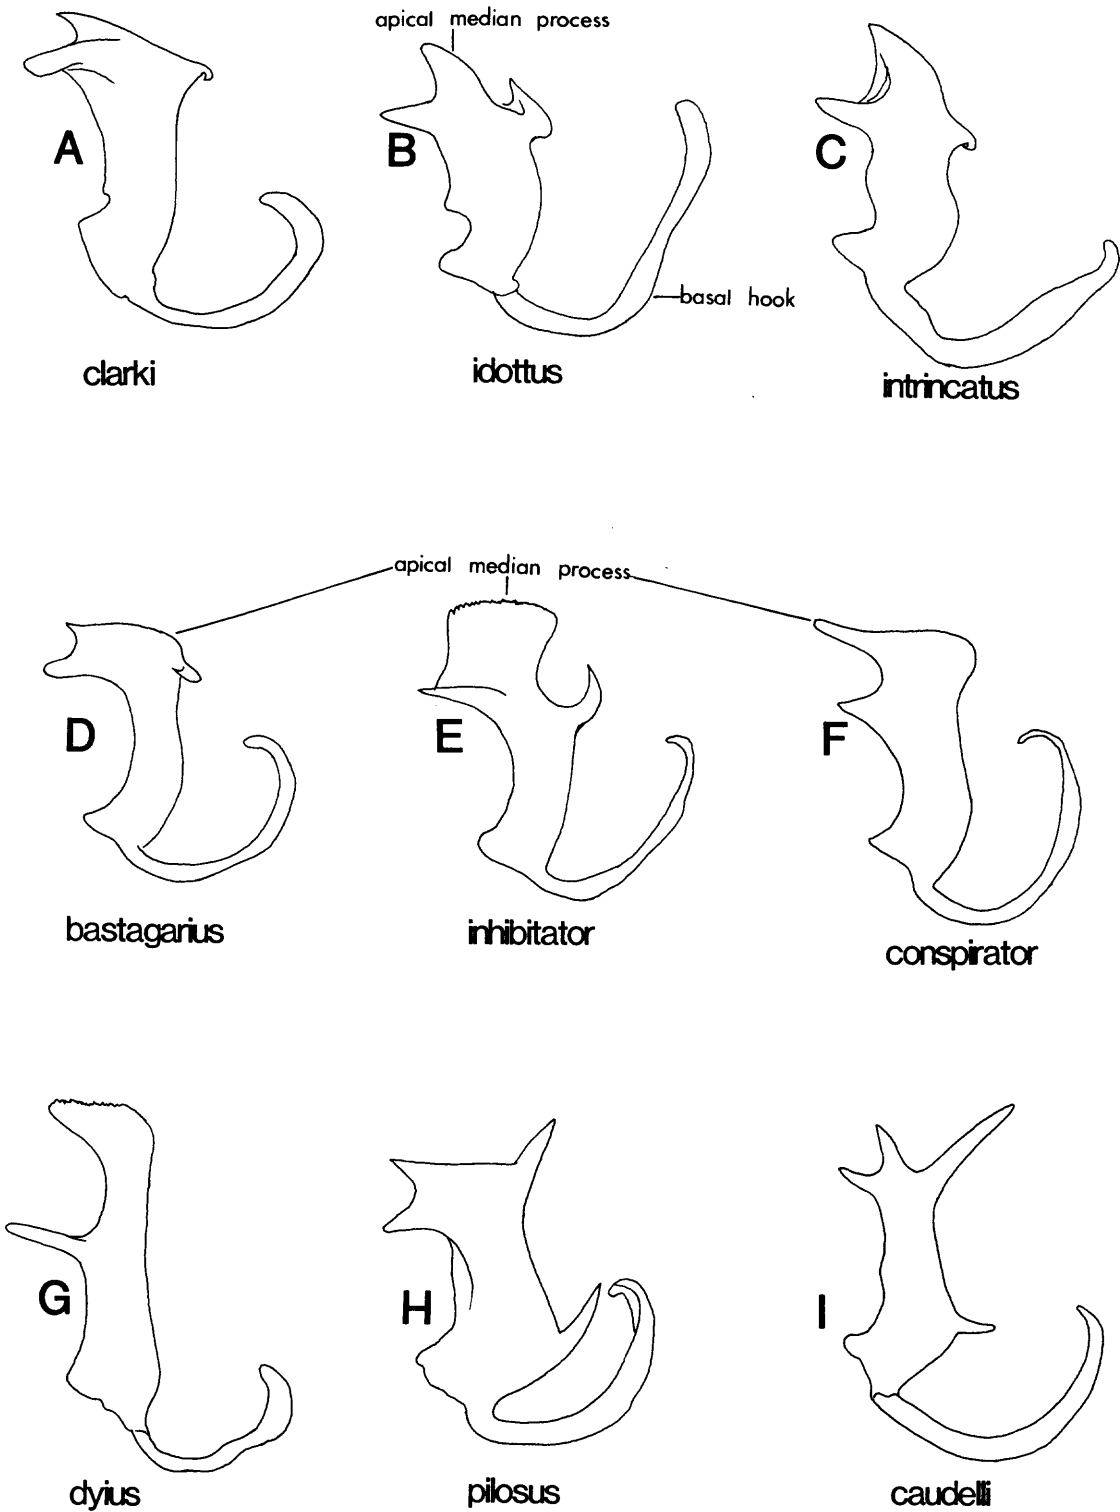 apical median process
A
B
C
basal hook
clarki
idottus
intrincatus
apical median process
D
E
F
bastagarius
inhibitator
conspirator
G
H
I
dyius
pilosus
caudelli